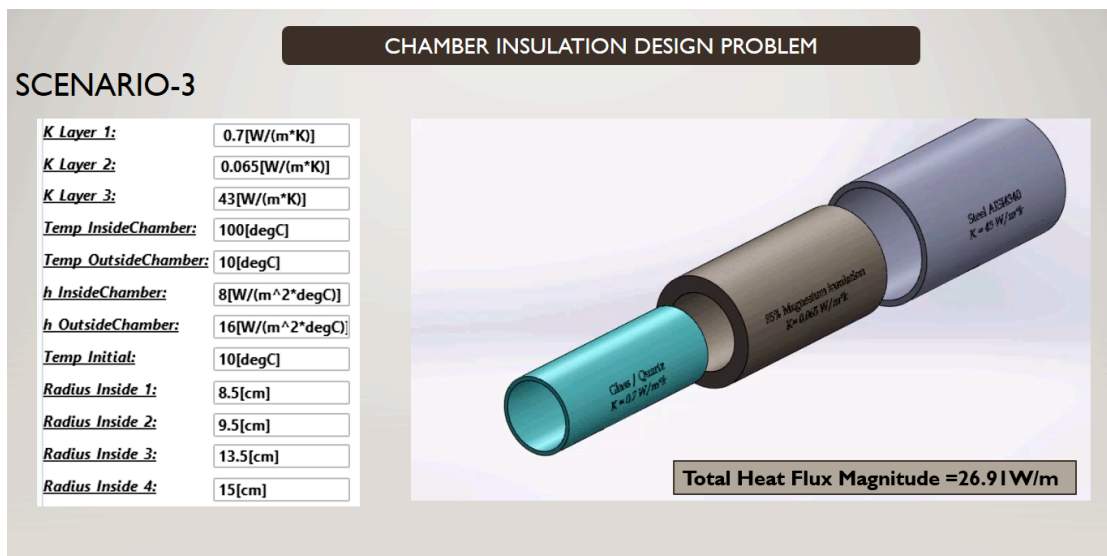 CHAMBER INSULATION DESIGN PROBLEM
SCENARIO-3
K Layer 1: 0.7[W/(m*K)]
K Layer 2: 0.065[W/(m*K)]
K Layer 3: 43[W/(m*K)]
Temp InsideChamber: 100[degC]
Temp OutsideChamber: 10[degC]
h InsideChamber: 8[W/(m^2*degC)]
h OutsideChamber: 16[W/(m^2*degC)]
Temp Initial: 10[degC]
Radius Inside 1: 8.5[cm]
Radius Inside 2: 9.5[cm]
Radius Inside 3: 13.5[cm]
Radius Inside 4: 15[cm]
Steel AISI4340
K = 43 W/m*k
85% Magnesium insulation
K= 0.065 W/m*k
Glass / Quartz
K = 0.7 W/m*k
Total Heat Flux Magnitude =26.91W/m